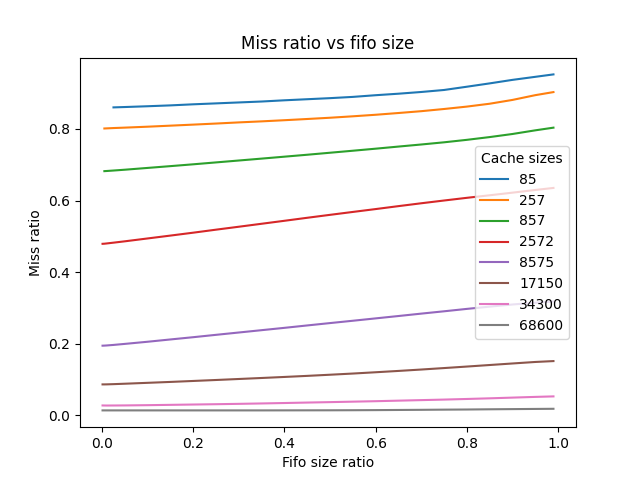 Miss ratio vs fifo size
Miss ratio
0.8
0.6
0.4
0.2
0.0
Cache sizes
85
257
857
2572
8575
17150
34300
68600
0.0 0.2 0.4 0.6 0.8 1.0
Fifo size ratio